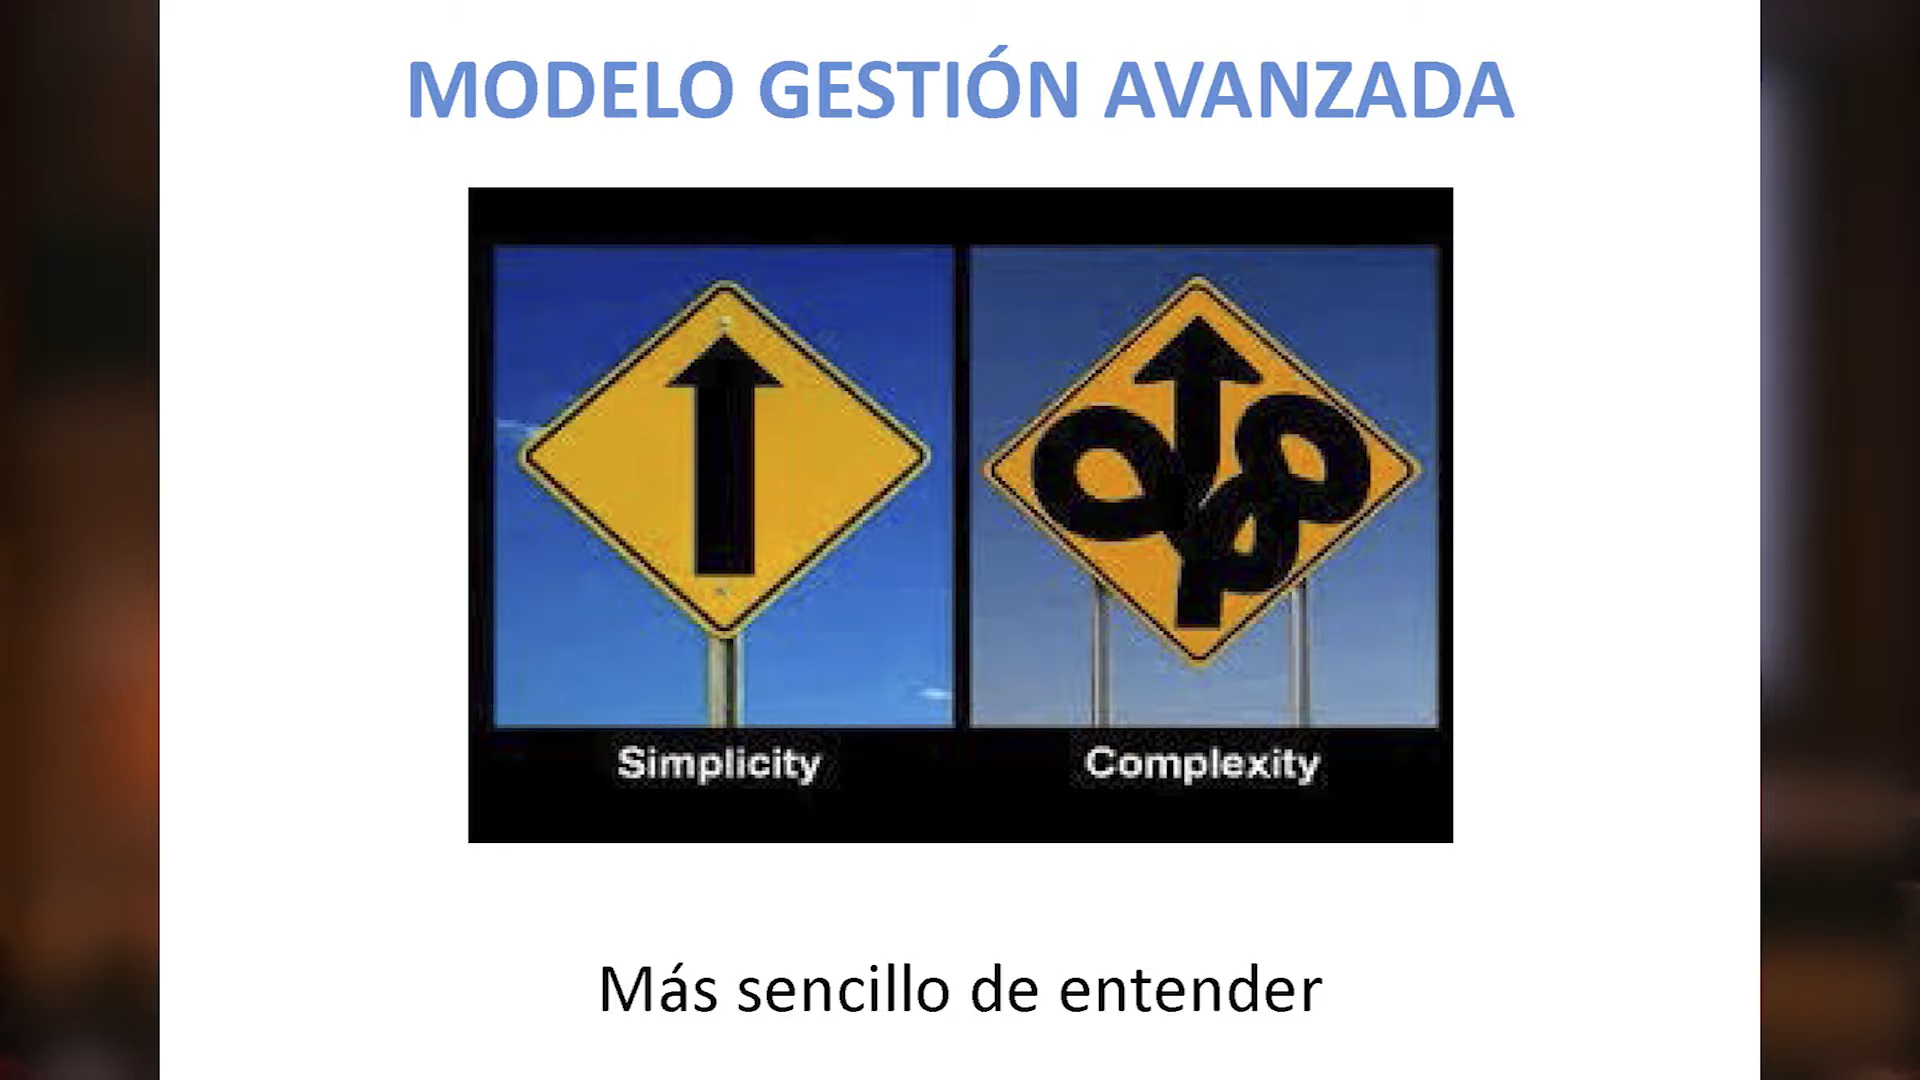 MODELO GESTIÓN AVANZADA
Simplicity
Complexity
Más sencillo de entender